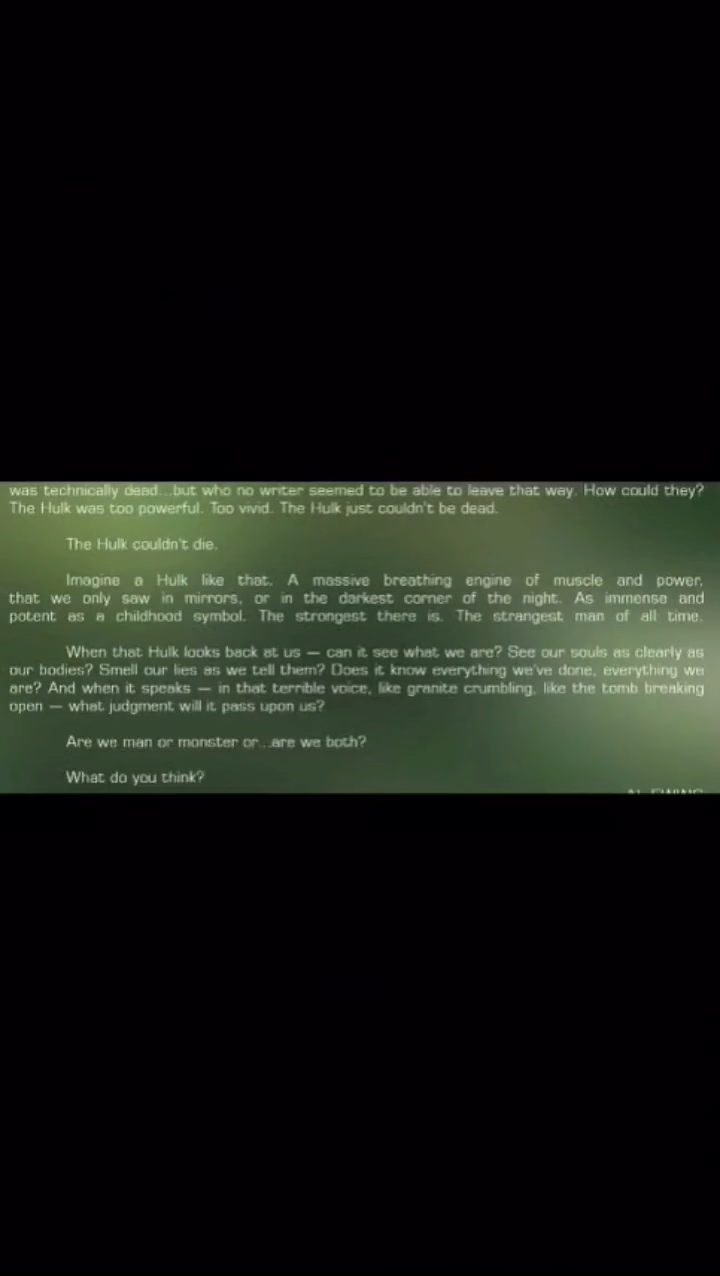 was technically dead...but who no writer seemed to be able to leave that way. How could they?
The Hulk was too powerful. Too vivid. The Hulk just couldn't be dead.
The Hulk couldn't die.
Imagine a Hulk like that. A massive breathing engine of muscle and power,
that we only saw in mirrors, or in the darkest corner of the night. As immense and
potent as a childhood symbol. The strongest there is. The strangest man of all time.
When that Hulk looks back at us — can it see what we are? See our souls as clearly as
our bodies? Smell our lies as we tell them? Does it know everything we've done, everything we
are? And when it speaks — in that terrible voice, like granite crumbling, like the tomb breaking
open — what judgment will it pass upon us?
Are we man or monster or...are we both?
What do you think?
AL EWING